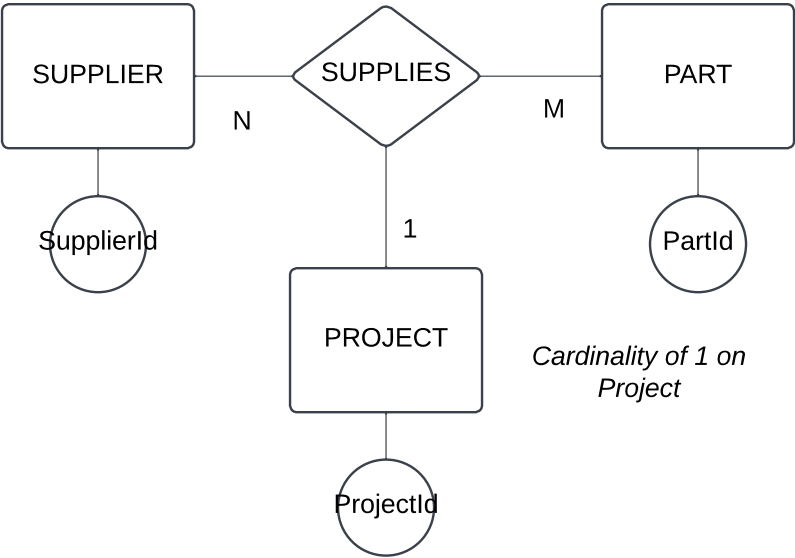 SUPPLIER
SUPPLIES
PART
N
M
SupplierId
1
PartId
PROJECT
Cardinality of 1 on
Project
ProjectId